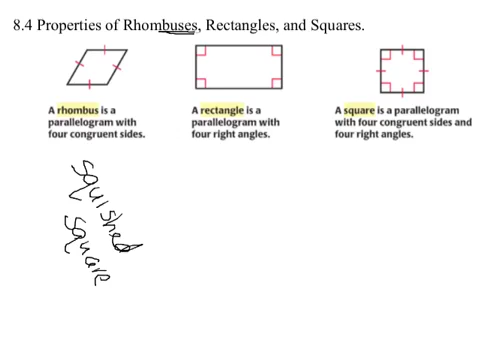 8.4 Properties of Rhombuses, Rectangles, and Squares.
A rhombus is a
parallelogram with
four congruent sides.
A rectangle is a
parallelogram with
four right angles.
A square is a parallelogram
with four congruent sides and
four right angles.
squished
square